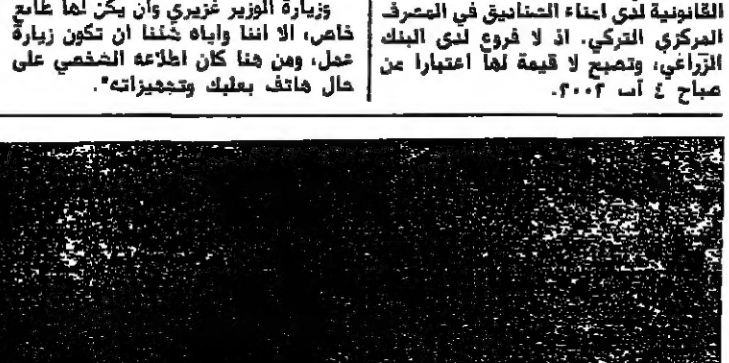 القانونية لدى امناء الصناديق في المصرف
المركزي التركي. اذ لا فروع لدى البنك
الزراعي، وتصبح لا قيمة لها اعتبارا من
صباح ٤ آب ٢٠٠٢.
وزيارة الوزير غزيري وان يكن لها طابع
خاص، الا اننا واياه شئنا ان تكون زيارة
عمل، ومن هنا كان اطلاعه الشخصي على
حال هاتف بعلبك وتجهيزاته".